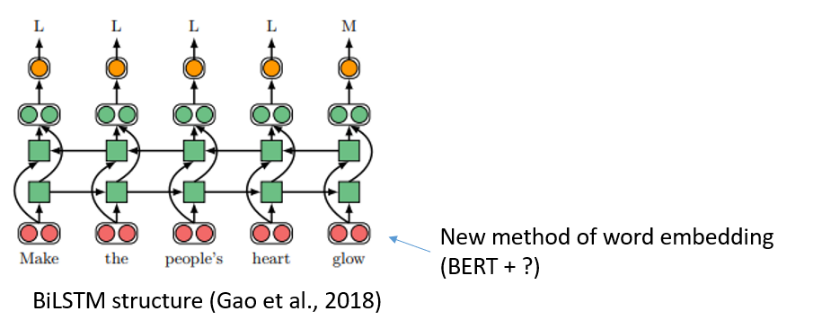 L L L L M
Make the people's heart glow
New method of word embedding
(BERT + ?)
BiLSTM structure (Gao et al., 2018)